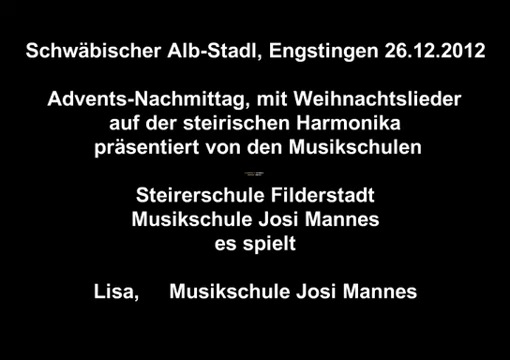 Schwäbischer Alb-Stadl, Engstingen 26.12.2012
Advents-Nachmittag, mit Weihnachtslieder
auf der steirischen Harmonika
präsentiert von den Musikschulen
Steirerschule Filderstadt
Musikschule Josi Mannes
es spielt
Lisa, Musikschule Josi Mannes